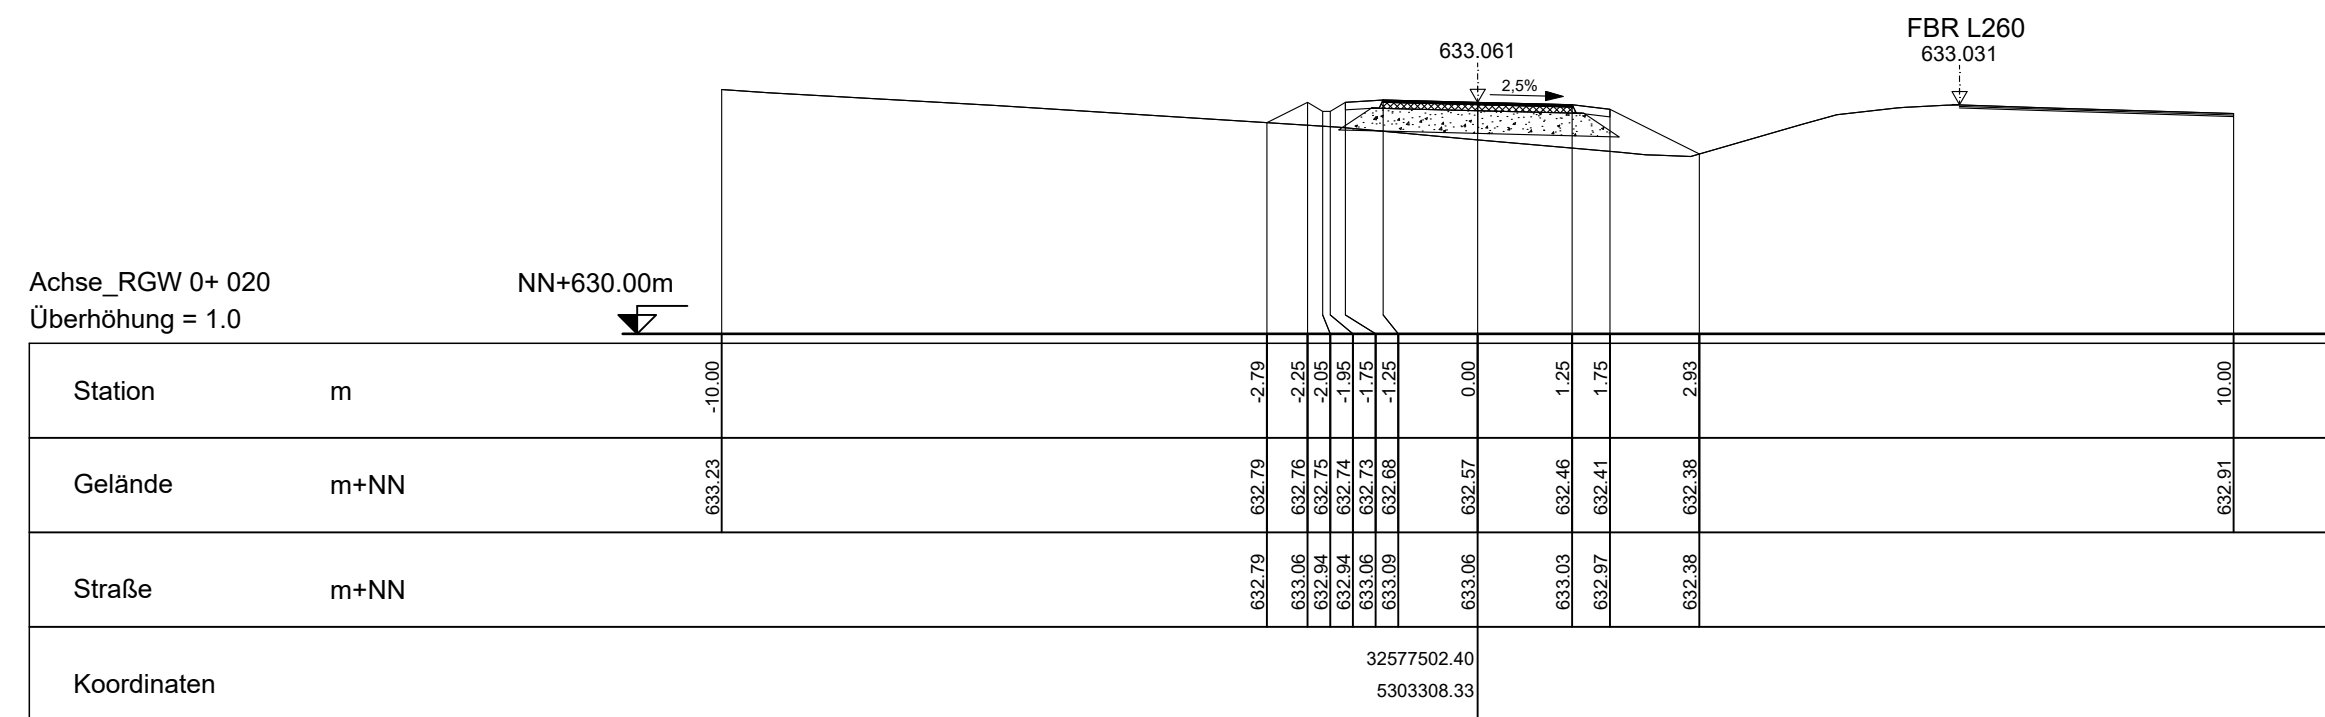 FBR L260
633.061
633.031
2,5%
Achse_RGW 0+ 020
NN+630.00m
Überhöhung = 1.0
Station m -10.00 -2.79 -2.25 -2.05 -1.95 -1.75 -1.25 0.00 1.25 1.75 2.93 10.00
Gelände m+NN 633.23 632.79 632.76 632.75 632.74 632.73 632.68 632.57 632.46 632.41 632.38 632.91
Straße m+NN 632.79 633.06 632.94 632.94 633.06 633.09 633.06 633.03 632.97 632.38
32577502.40
Koordinaten
5303308.33